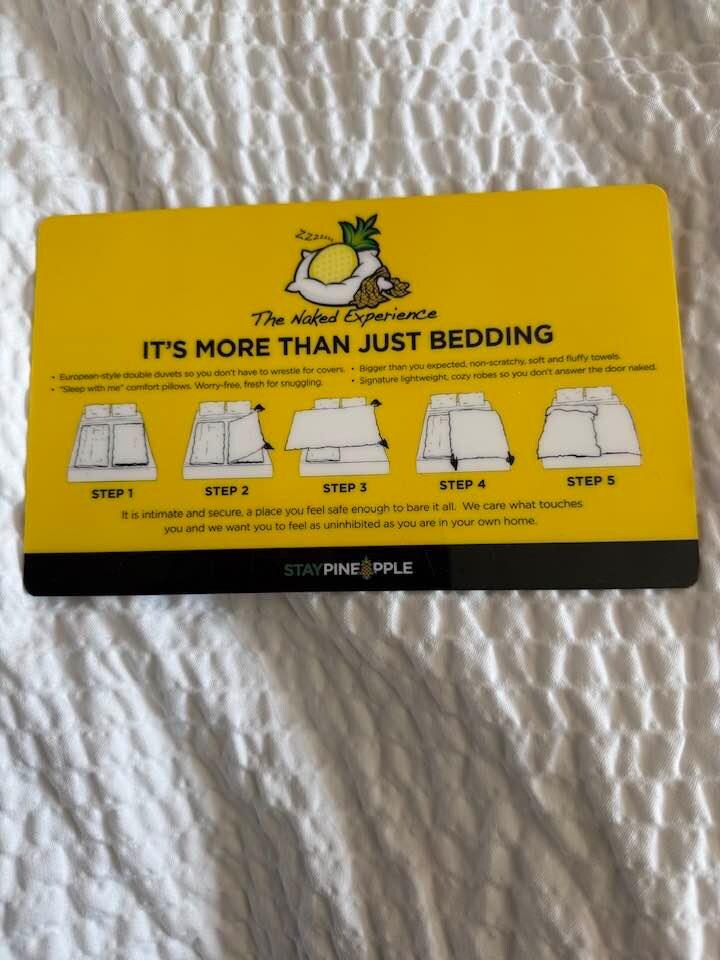 Zzzzzzz
The Naked Experience
IT'S MORE THAN JUST BEDDING
• European-style double duvets so you don't have to wrestle for covers. • Bigger than you expected, non-scratchy, soft and fluffy towels.
• "Sleep with me" comfort pillows. Worry-free, fresh for snuggling. • Signature lightweight, cozy robes so you don't answer the door naked.
STEP 1 STEP 2 STEP 3 STEP 4 STEP 5
It is intimate and secure, a place you feel safe enough to bare it all. We care what touches
you and we want you to feel as uninhibited as you are in your own home.
STAYPINEAPPLE